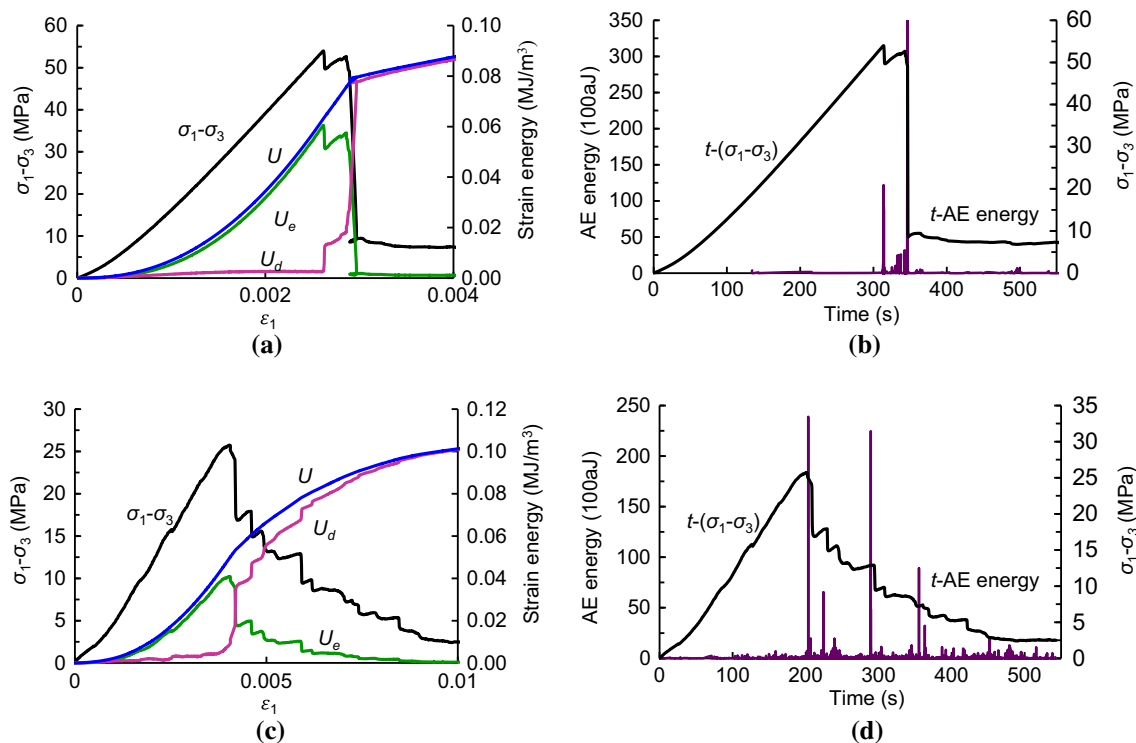 60
50
40
30
20
10
0
σ1-σ3 (MPa)
0.10
0.08
0.06
0.04
0.02
0.00
Strain energy (MJ/m³)
σ1-σ3
U
Ue
Ud
0
0.002
0.004
ε1
(a)
350
300
250
200
150
100
50
0
AE energy (100aJ)
60
50
40
30
20
10
0
σ1-σ3 (MPa)
t-(σ1-σ3)
t-AE energy
0
100
200
300
400
500
Time (s)
(b)
30
25
20
15
10
5
0
σ1-σ3 (MPa)
0.12
0.10
0.08
0.06
0.04
0.02
0.00
Strain energy (MJ/m³)
U
σ1-σ3
Ud
Ue
0
0.005
0.01
ε1
(c)
250
200
150
100
50
0
AE energy (100aJ)
35
30
25
20
15
10
5
0
σ1-σ3 (MPa)
t-(σ1-σ3)
t-AE energy
0
100
200
300
400
500
Time (s)
(d)